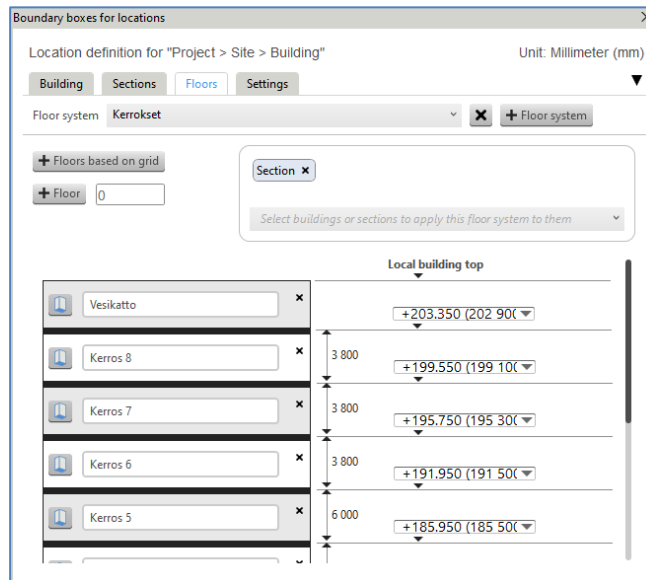 Boundary boxes for locations
Location definition for "Project > Site > Building" Unit: Millimeter (mm)
Building Sections Floors Settings
Floor system Kerrokset + Floor system
+ Floors based on grid
+ Floor 0
Section ×
Select buildings or sections to apply this floor system to them
Local building top
Vesikatto ×
+203.350 (202 90
Kerros 8 ×
3 800
+199.550 (199 10
Kerros 7 ×
3 800
+195.750 (195 30
Kerros 6 ×
3 800
+191.950 (191 50
Kerros 5 ×
6 000
+185.950 (185 50